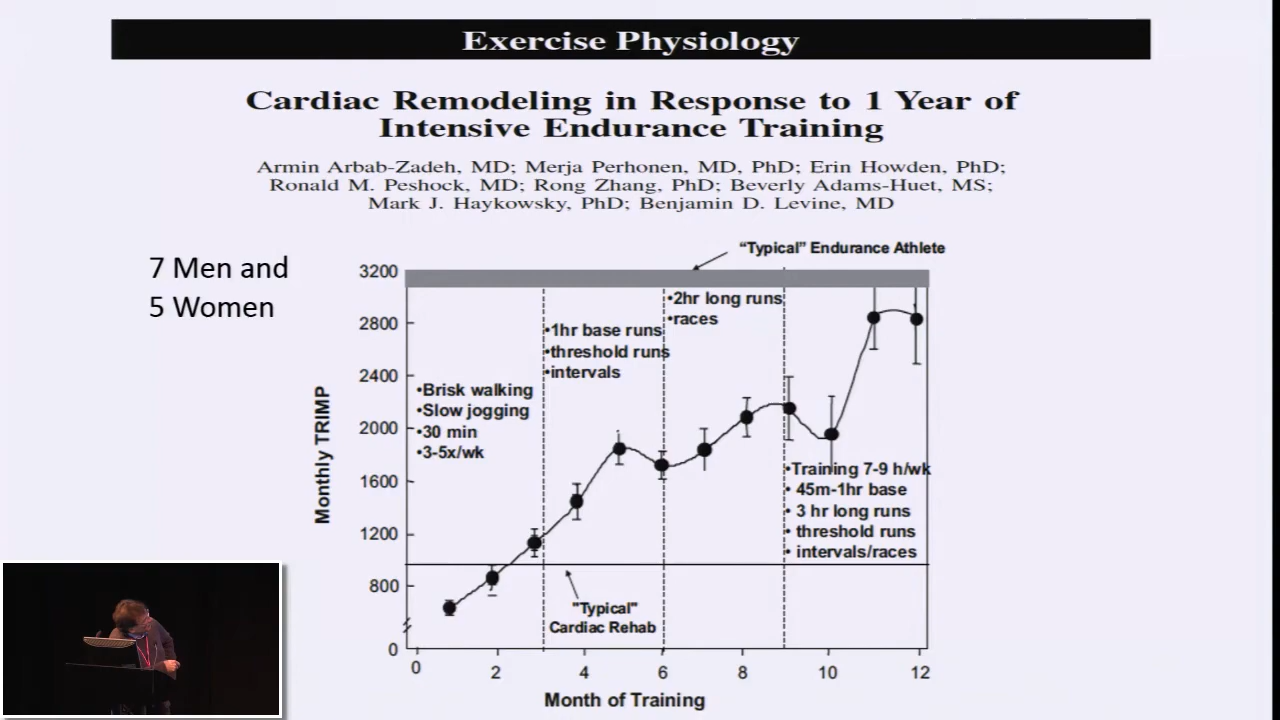 Exercise Physiology
Cardiac Remodeling in Response to 1 Year of
Intensive Endurance Training
Armin Arbab-Zadeh, MD; Merja Perhonen, MD, PhD; Erin Howden, PhD;
Ronald M. Peshock, MD; Rong Zhang, PhD; Beverly Adams-Huet, MS;
Mark J. Haykowsky, PhD; Benjamin D. Levine, MD
7 Men and
5 Women
“Typical” Endurance Athlete
3200
2800
2400
2000
1600
1200
800
0
Monthly TRIMP
•Brisk walking
•Slow jogging
•30 min
•3-5x/wk
•1hr base runs
•threshold runs
•intervals
•2hr long runs
•races
•Training 7-9 h/wk
• 45m-1hr base
• 3 hr long runs
• threshold runs
• intervals/races
"Typical"
Cardiac Rehab
0 2 4 6 8 10 12
Month of Training